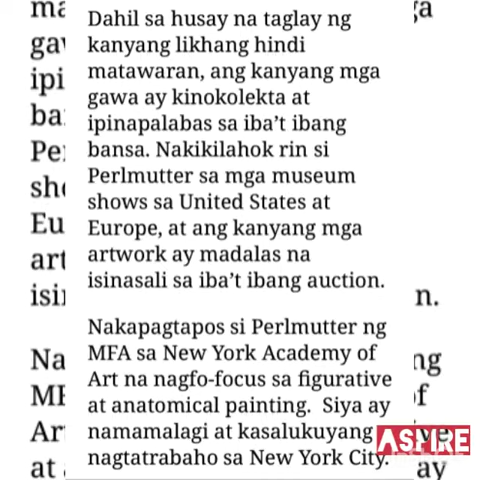 Dahil sa husay na taglay ng
kanyang likhang hindi
matawaran, ang kanyang mga
gawa ay kinokolekta at
ipinapalabas sa iba't ibang
bansa. Nakikilahok rin si
Perlmutter sa mga museum
shows sa United States at
Europe, at ang kanyang mga
artwork ay madalas na
isinasali sa iba't ibang auction.
Nakapagtapos si Perlmutter ng
MFA sa New York Academy of
Art na nagfo-focus sa figurative
at anatomical painting. Siya ay
namamalagi at kasalukuyang
nagtatrabaho sa New York City.
ASPIRE